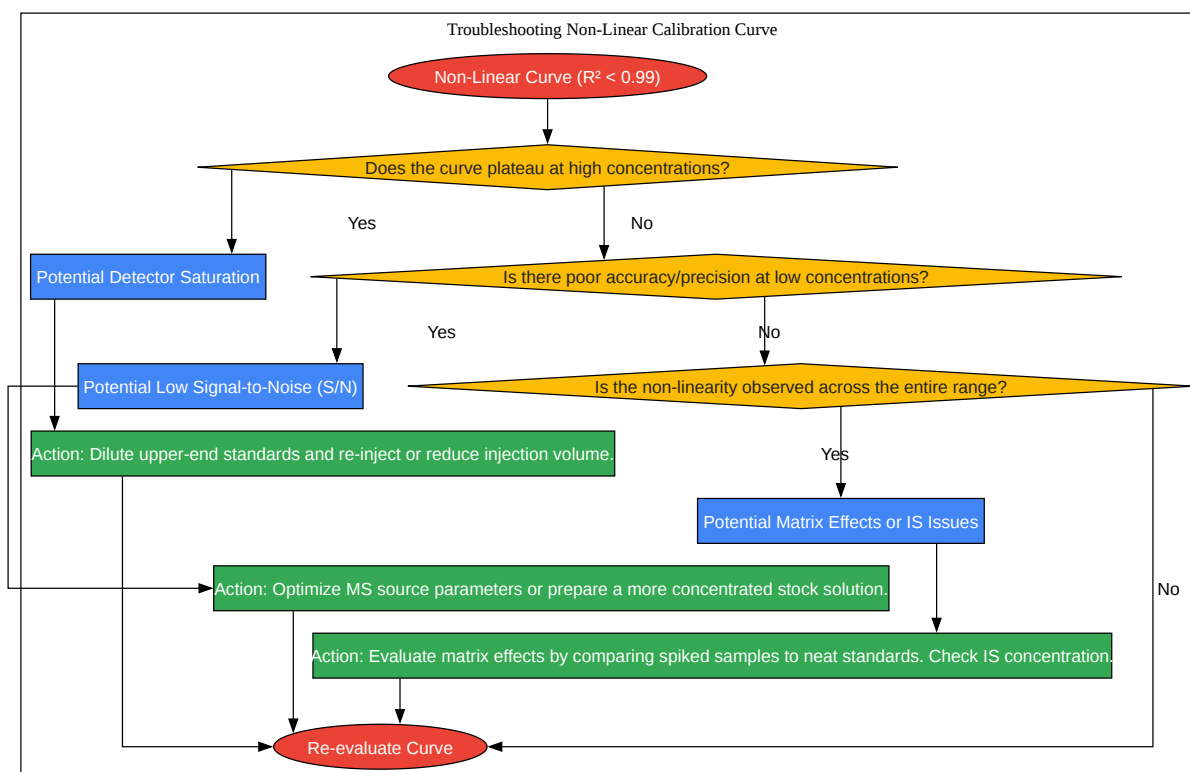 Troubleshooting Non-Linear Calibration Curve
Non-Linear Curve (R² < 0.99)
Does the curve plateau at high concentrations?
Yes
No
Potential Detector Saturation
Is there poor accuracy/precision at low concentrations?
Yes
No
Potential Low Signal-to-Noise (S/N)
Is the non-linearity observed across the entire range?
Action: Dilute upper-end standards and re-inject or reduce injection volume.
Yes
Potential Matrix Effects or IS Issues
Action: Optimize MS source parameters or prepare a more concentrated stock solution.
No
Action: Evaluate matrix effects by comparing spiked samples to neat standards. Check IS concentration.
Re-evaluate Curve